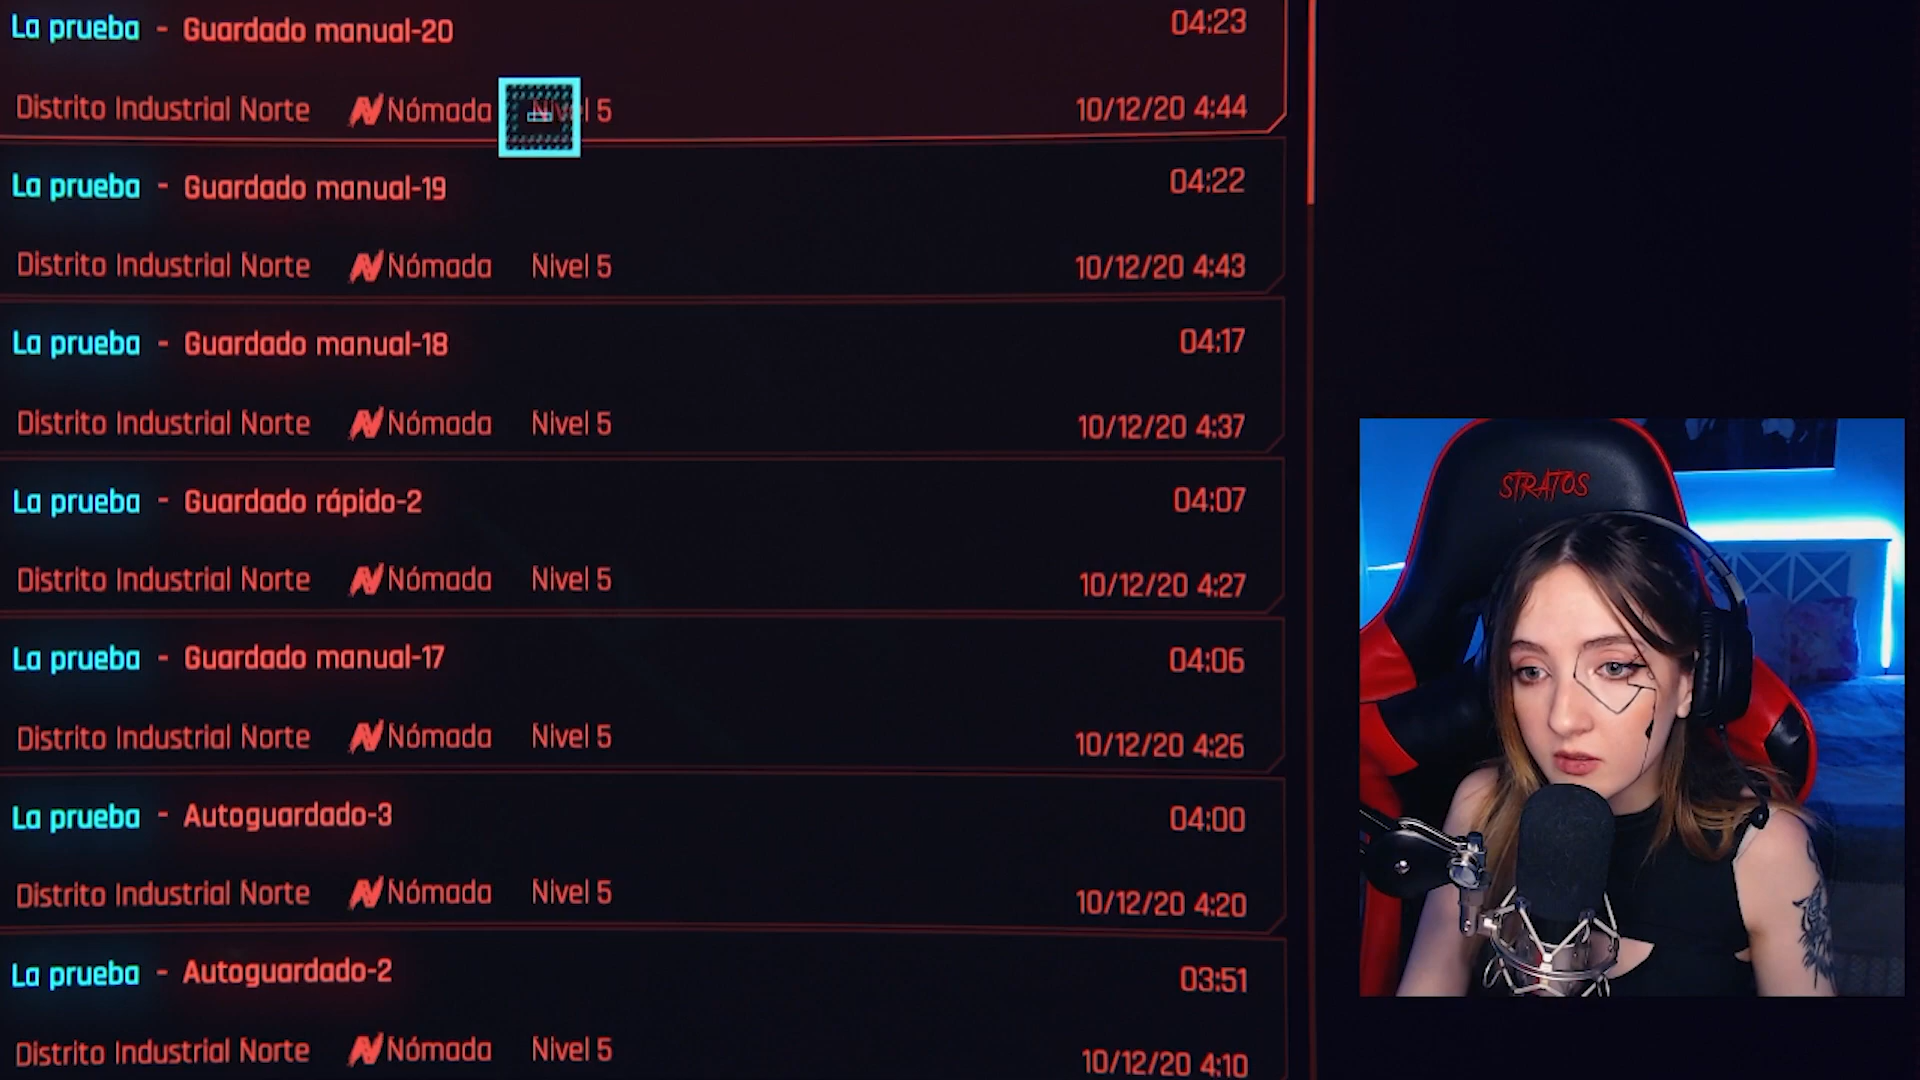 La prueba - Guardado manual-20 04:23
Distrito Industrial Norte Nómada Nivel 5 10/12/20 4:44
La prueba - Guardado manual-19 04:22
Distrito Industrial Norte Nómada Nivel 5 10/12/20 4:43
La prueba - Guardado manual-18 04:17
Distrito Industrial Norte Nómada Nivel 5 10/12/20 4:37
La prueba - Guardado rápido-2 04:07
Distrito Industrial Norte Nómada Nivel 5 10/12/20 4:27
La prueba - Guardado manual-17 04:06
Distrito Industrial Norte Nómada Nivel 5 10/12/20 4:26
La prueba - Autoguardado-3 04:00
Distrito Industrial Norte Nómada Nivel 5 10/12/20 4:20
La prueba - Autoguardado-2 03:51
Distrito Industrial Norte Nómada Nivel 5 10/12/20 4:10
STRATOS